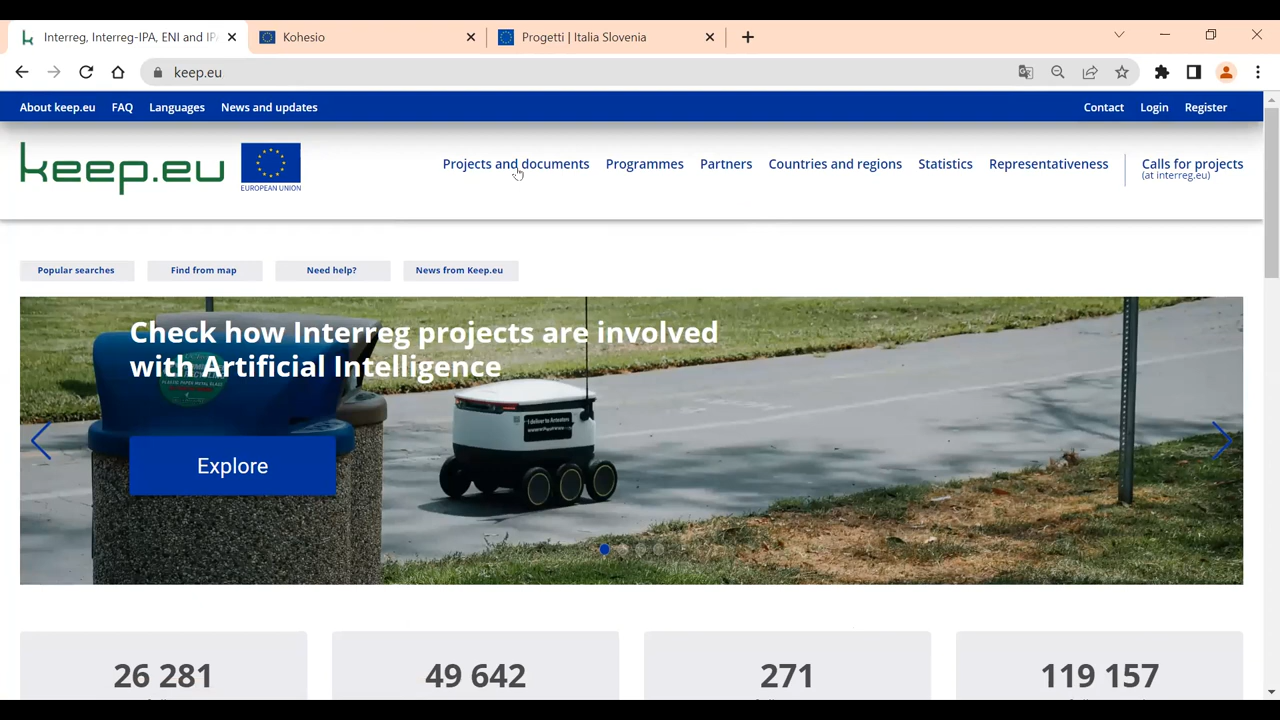 Interreg, Interreg-IPA, ENI and IPA
Kohesio
Progetti | Italia Slovenia
keep.eu
About keep.eu
FAQ
Languages
News and updates
Contact
Login
Register
keep.eu
EUROPEAN UNION
Projects and documents
Programmes
Partners
Countries and regions
Statistics
Representativeness
Calls for projects
(at interreg.eu)
Popular searches
Find from map
Need help?
News from Keep.eu
Check how Interreg projects are involved
with Artificial Intelligence
Explore
26 281
49 642
271
119 157